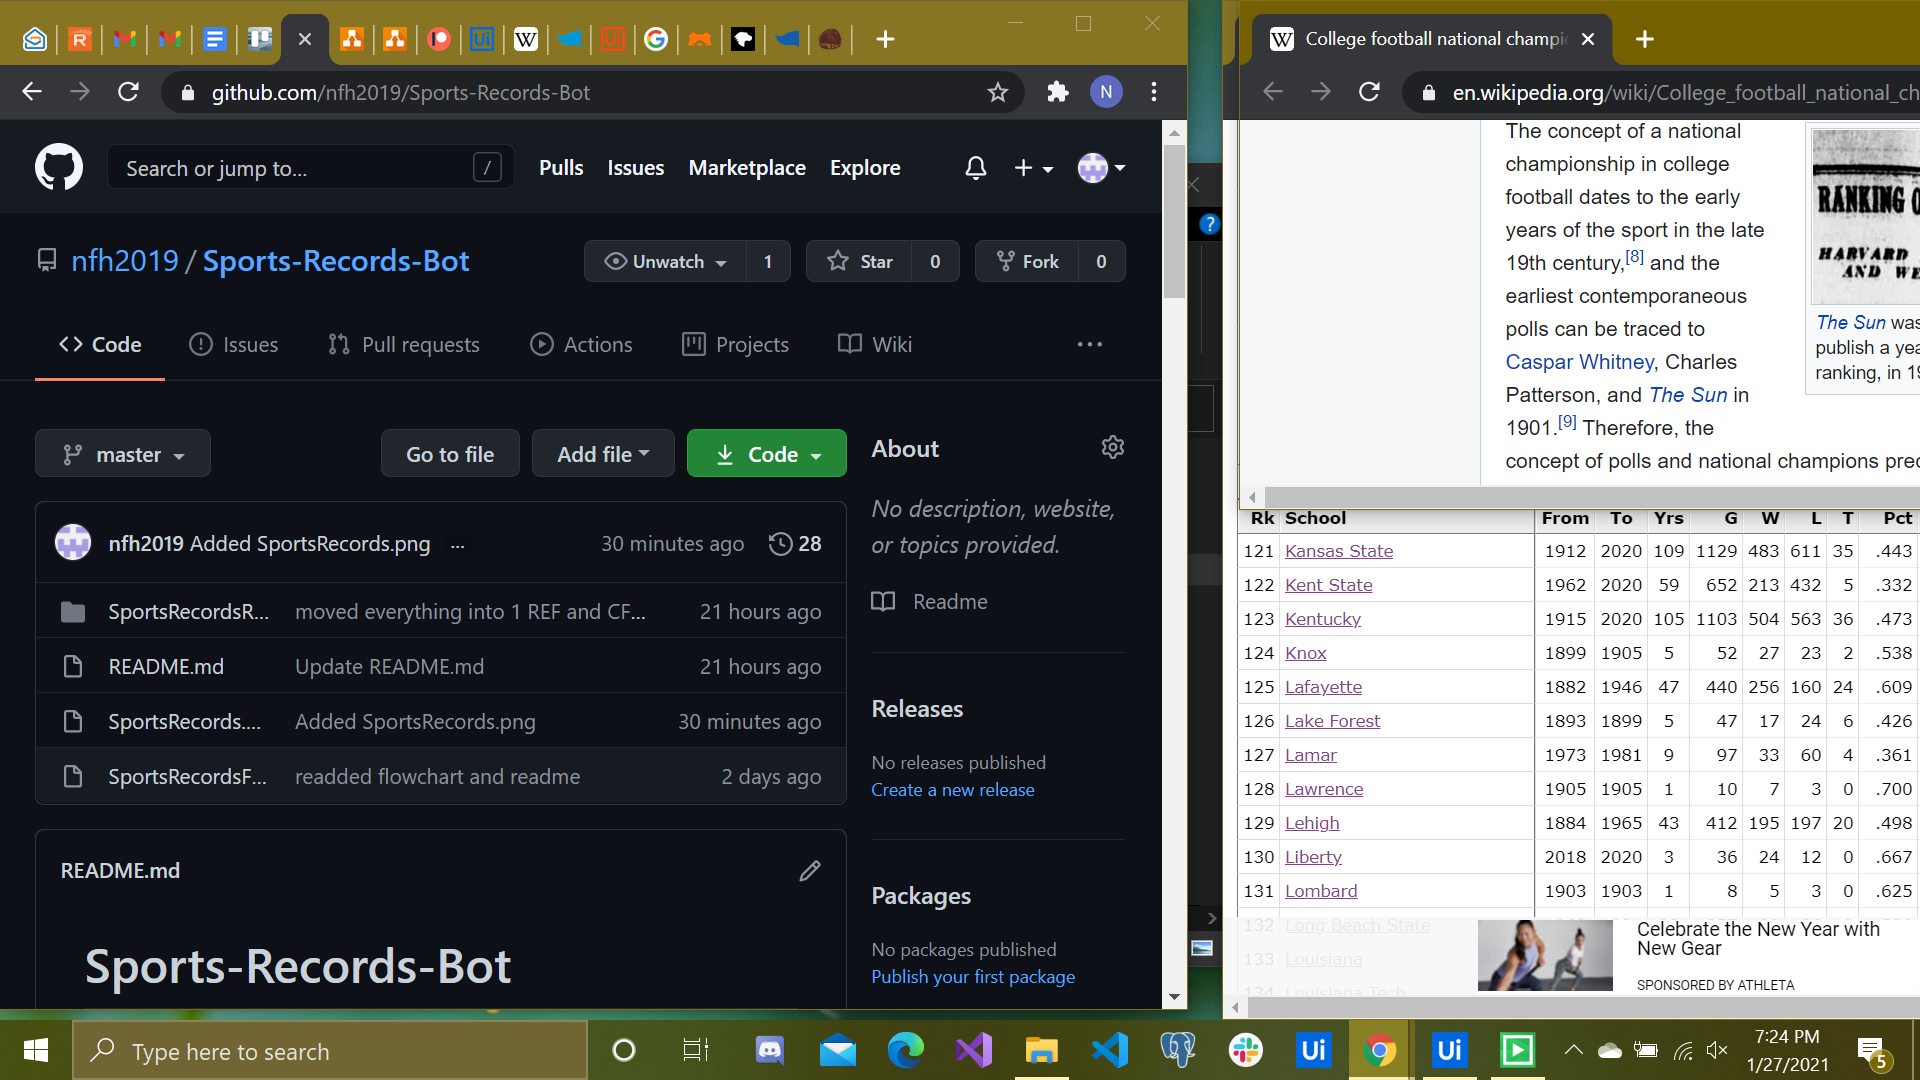 github.com/nfh2019/Sports-Records-Bot
N
Search or jump to...
/
Pulls
Issues
Marketplace
Explore
nfh2019 / Sports-Records-Bot
Unwatch
1
Star
0
Fork
0
Code
Issues
Pull requests
Actions
Projects
Wiki
...
master
Go to file
Add file
Code
nfh2019 Added SportsRecords.png ... 30 minutes ago 28
SportsRecordsR... moved everything into 1 REF and CF... 21 hours ago
README.md Update README.md 21 hours ago
SportsRecords.... Added SportsRecords.png 30 minutes ago
SportsRecordsF... readded flowchart and readme 2 days ago
README.md
Sports-Records-Bot
About
No description, website,
or topics provided.
Readme
Releases
No releases published
Create a new release
Packages
No packages published
Publish your first package
College football national champi
en.wikipedia.org/wiki/College_football_national_ch
The concept of a national
championship in college
football dates to the early
years of the sport in the late
19th century,[8] and the
earliest contemporaneous
polls can be traced to
Caspar Whitney, Charles
Patterson, and The Sun in
1901.[9] Therefore, the
concept of polls and national champions prec
RANKING O
HARVARD
AND WE
The Sun was
publish a yea
ranking, in 19
Rk School From To Yrs G W L T Pct
121 Kansas State 1912 2020 109 1129 483 611 35 .443
122 Kent State 1962 2020 59 652 213 432 5 .332
123 Kentucky 1915 2020 105 1103 504 563 36 .473
124 Knox 1899 1905 5 52 27 23 2 .538
125 Lafayette 1882 1946 47 440 256 160 24 .609
126 Lake Forest 1893 1899 5 47 17 24 6 .426
127 Lamar 1973 1981 9 97 33 60 4 .361
128 Lawrence 1905 1905 1 10 7 3 0 .700
129 Lehigh 1884 1965 43 412 195 197 20 .498
130 Liberty 2018 2020 3 36 24 12 0 .667
131 Lombard 1903 1903 1 8 5 3 0 .625
132 Long Beach State
133 Louisiana
134 Louisiana Tech
Celebrate the New Year with
New Gear
SPONSORED BY ATHLETA
Type here to search
Ui
Ui
7:24 PM
1/27/2021
5